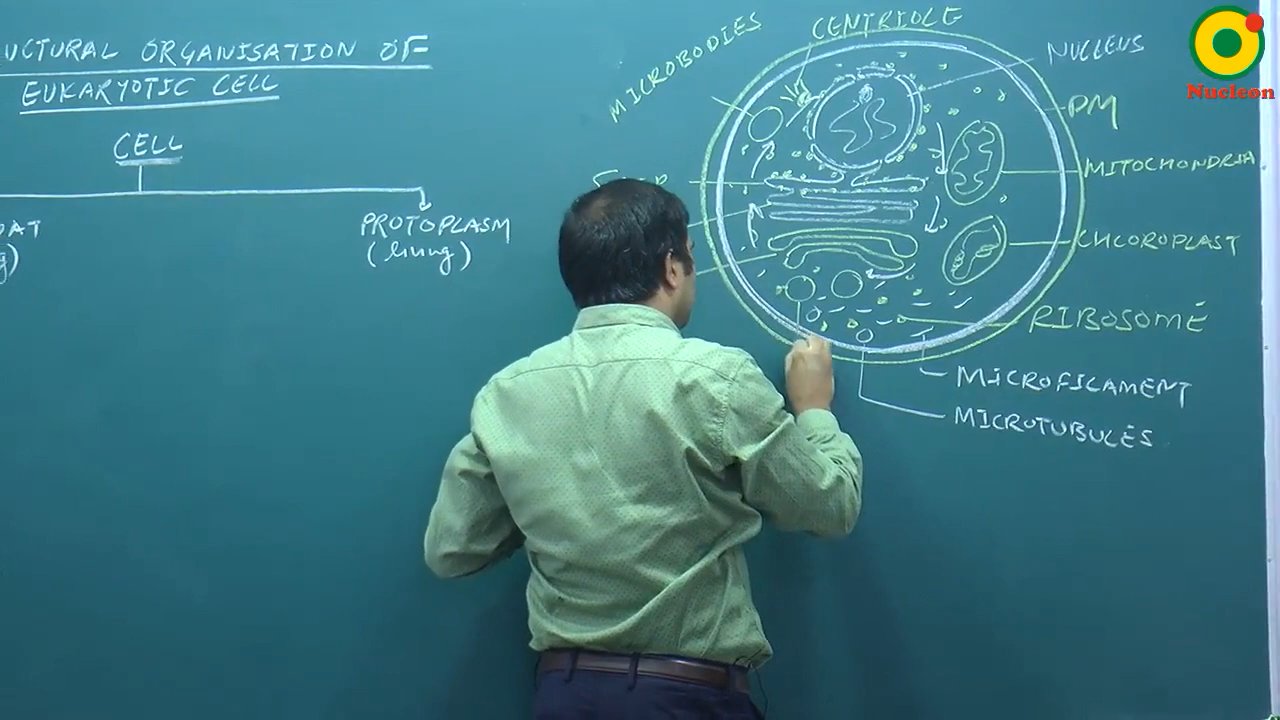 UCTURAL ORGANISATION OF
EUKARYOTIC CELL
CELL
PROTOPLASM
(living)
MICROBODIES
CENTRIOLE
NUCLEUS
PM
MITOCHONDRIA
CHLOROPLAST
RIBOSOME
MICROFILAMENT
MICROTUBULES
Nucleon